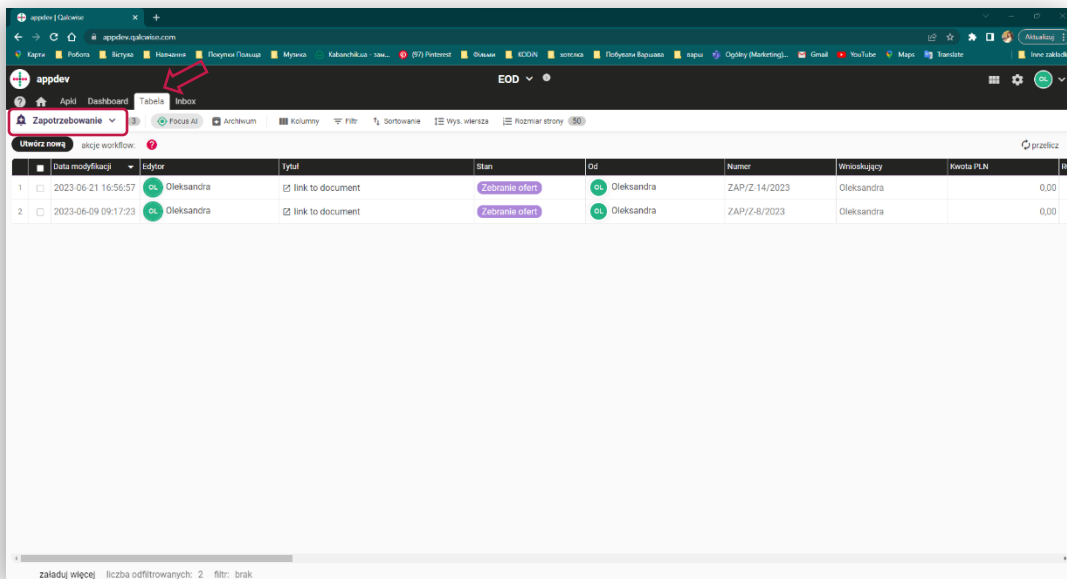 appdev | Qalcwise
appdev.qalcwise.com
Aktualizuj
Карти Робота Вістула Навчання Покупки Польща Музика Kabanchik.ua - зам... (97) Pinterest Фільми KODiN хотелка Побувати Варшава Ogólny (Marketing)... Gmail YouTube Maps Translate Inne zakładki
appdev EOD OL
Apki Dashboard Tabela Inbox
Zapotrzebowanie 3 Focus AI Archiwum Kolumny Filtr Sortowanie Wys. wiersza Rozmiar strony 50
Utwórz nową akcje workflow: przelicz
Data modyfikacji Edytor Tytuł Stan Od Numer Wnioskujący Kwota PLN
1 2023-06-21 16:56:57 OL Oleksandra link to document Zebranie ofert OL Oleksandra ZAP/Z-14/2023 Oleksandra 0,00
2 2023-06-09 09:17:23 OL Oleksandra link to document Zebranie ofert OL Oleksandra ZAP/Z-8/2023 Oleksandra 0,00
załaduj więcej liczba odfiltrowanych: 2 filtr: brak